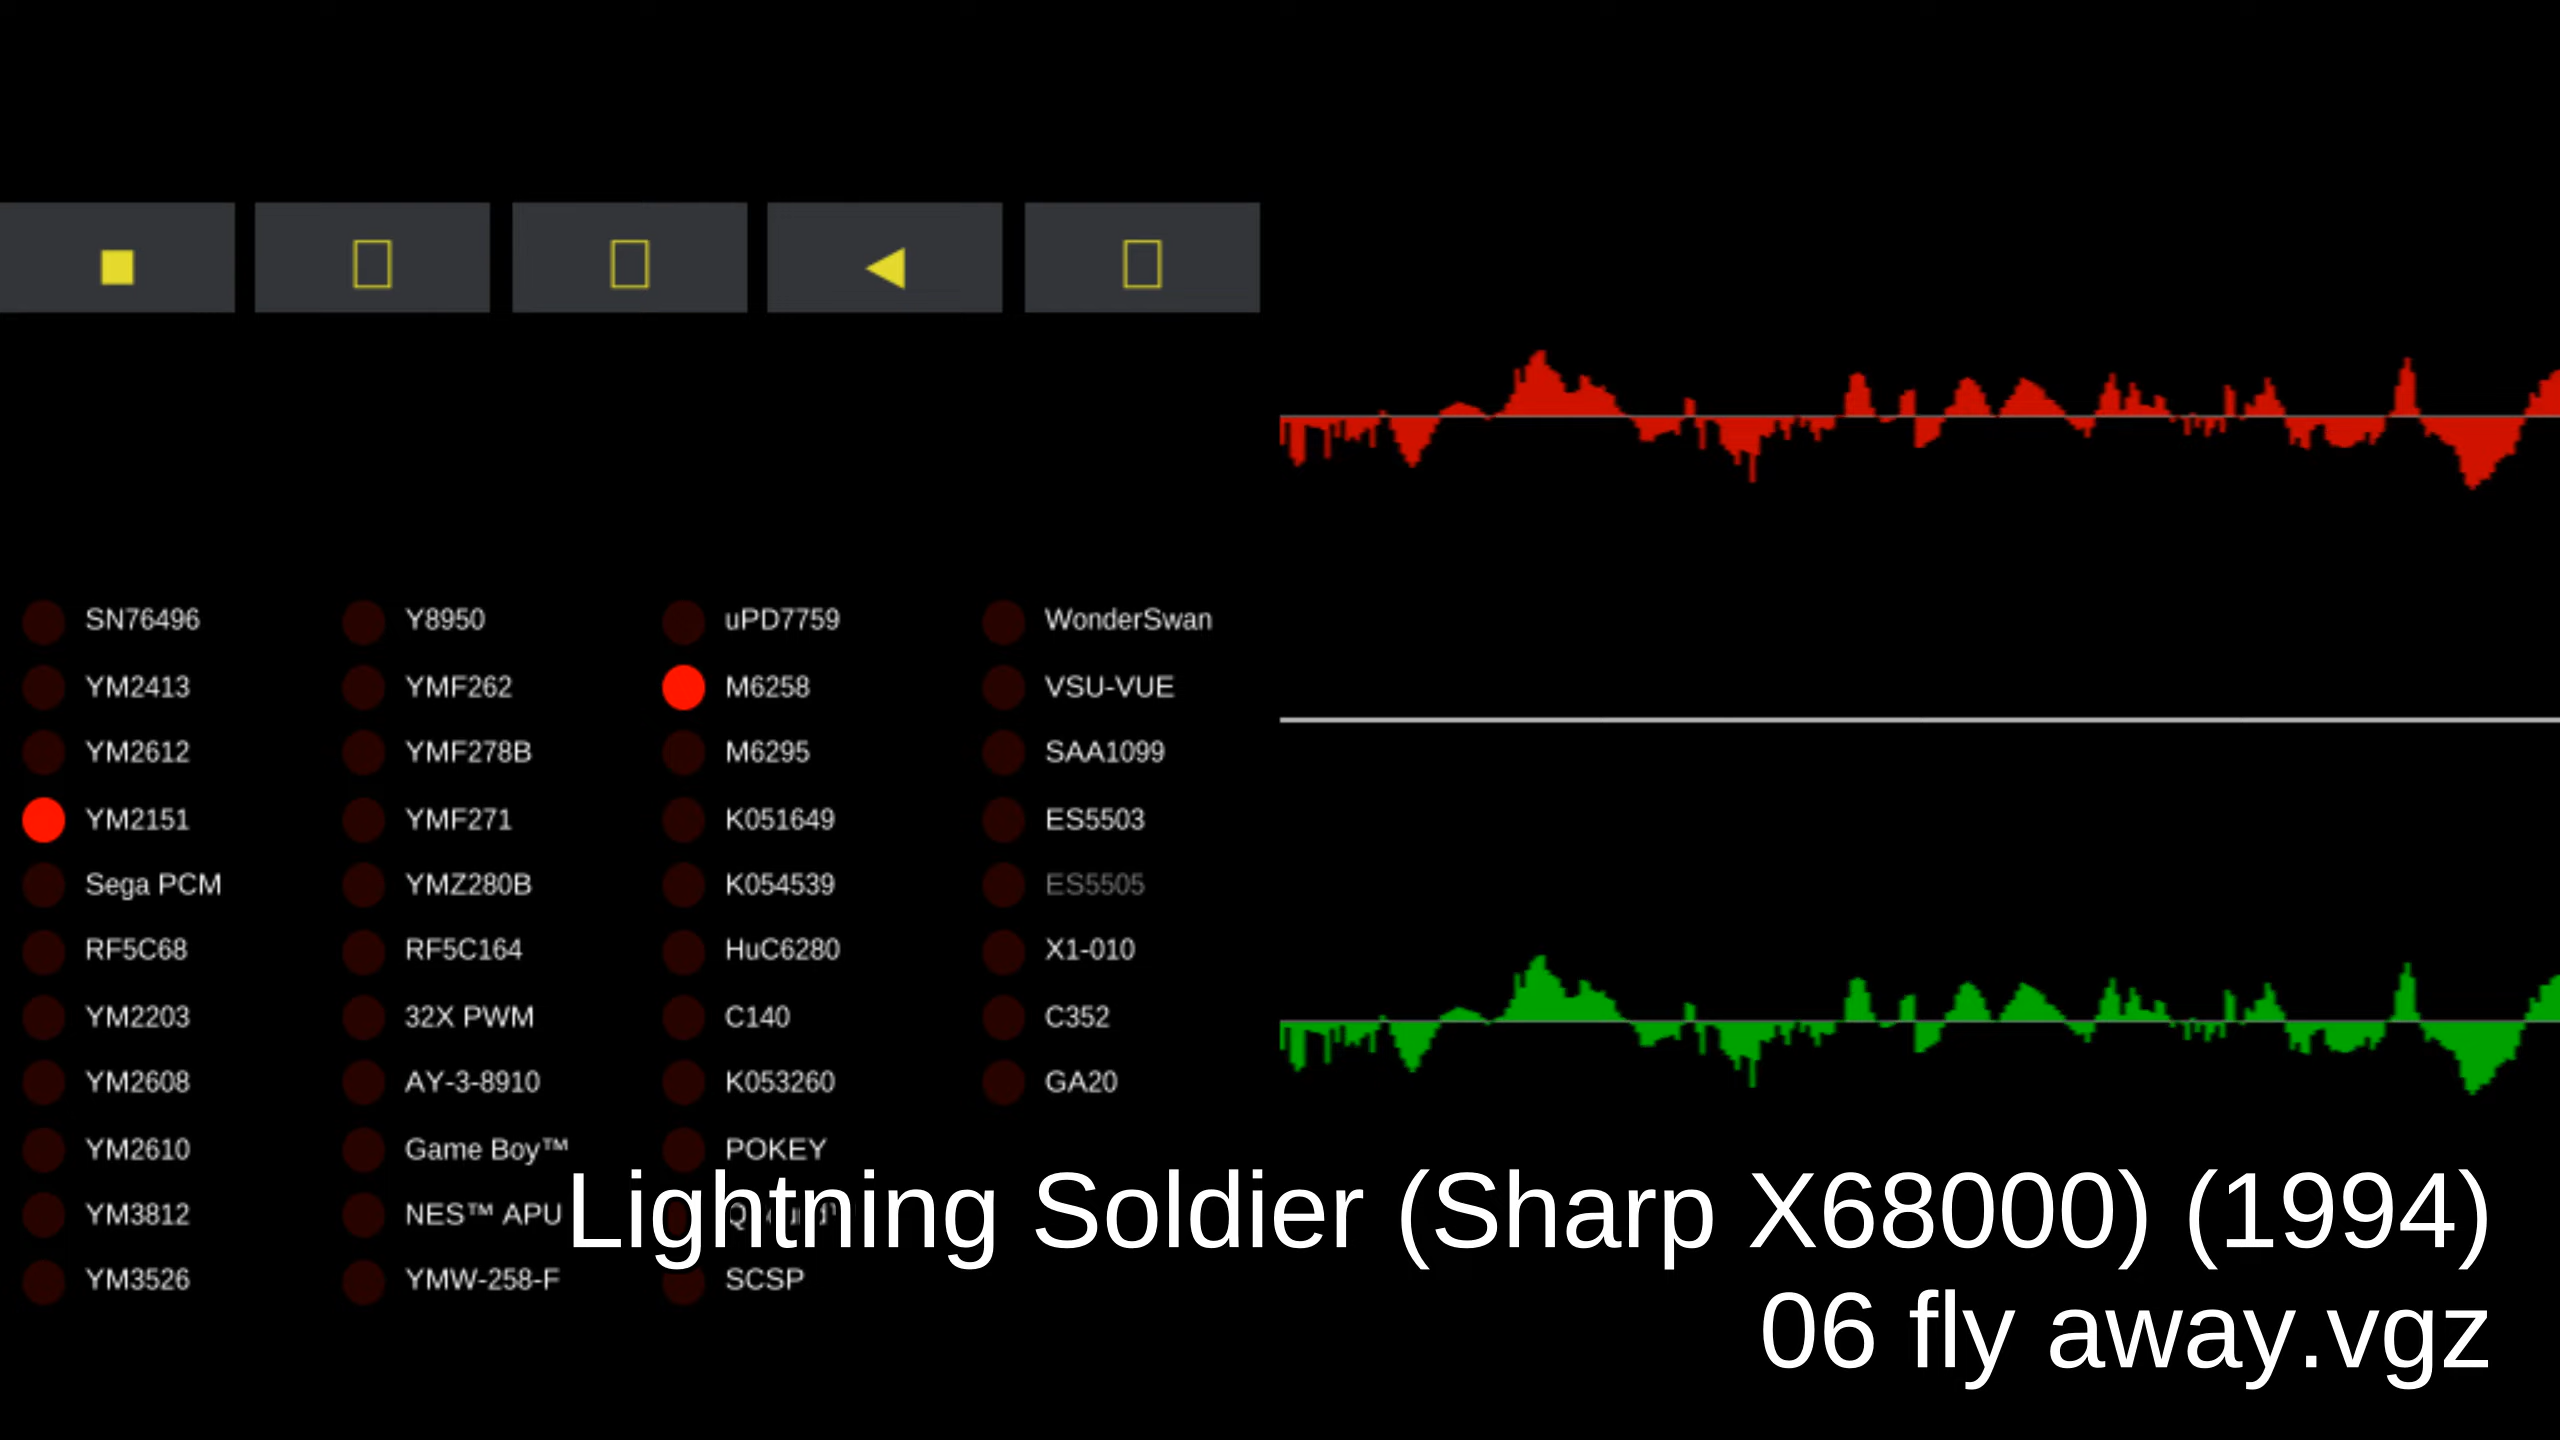 SN76496
YM2413
YM2612
YM2151
Sega PCM
RF5C68
YM2203
YM2608
YM2610
YM3812
YM3526
Y8950
YMF262
YMF278B
YMF271
YMZ280B
RF5C164
32X PWM
AY-3-8910
Game Boy™
NES™ APU
YMW-258-F
uPD7759
M6258
M6295
K051649
K054539
HuC6280
C140
K053260
POKEY
SCSP
WonderSwan
VSU-VUE
SAA1099
ES5503
ES5505
X1-010
C352
GA20
Lightning Soldier (Sharp X68000) (1994)
06 fly away.vgz